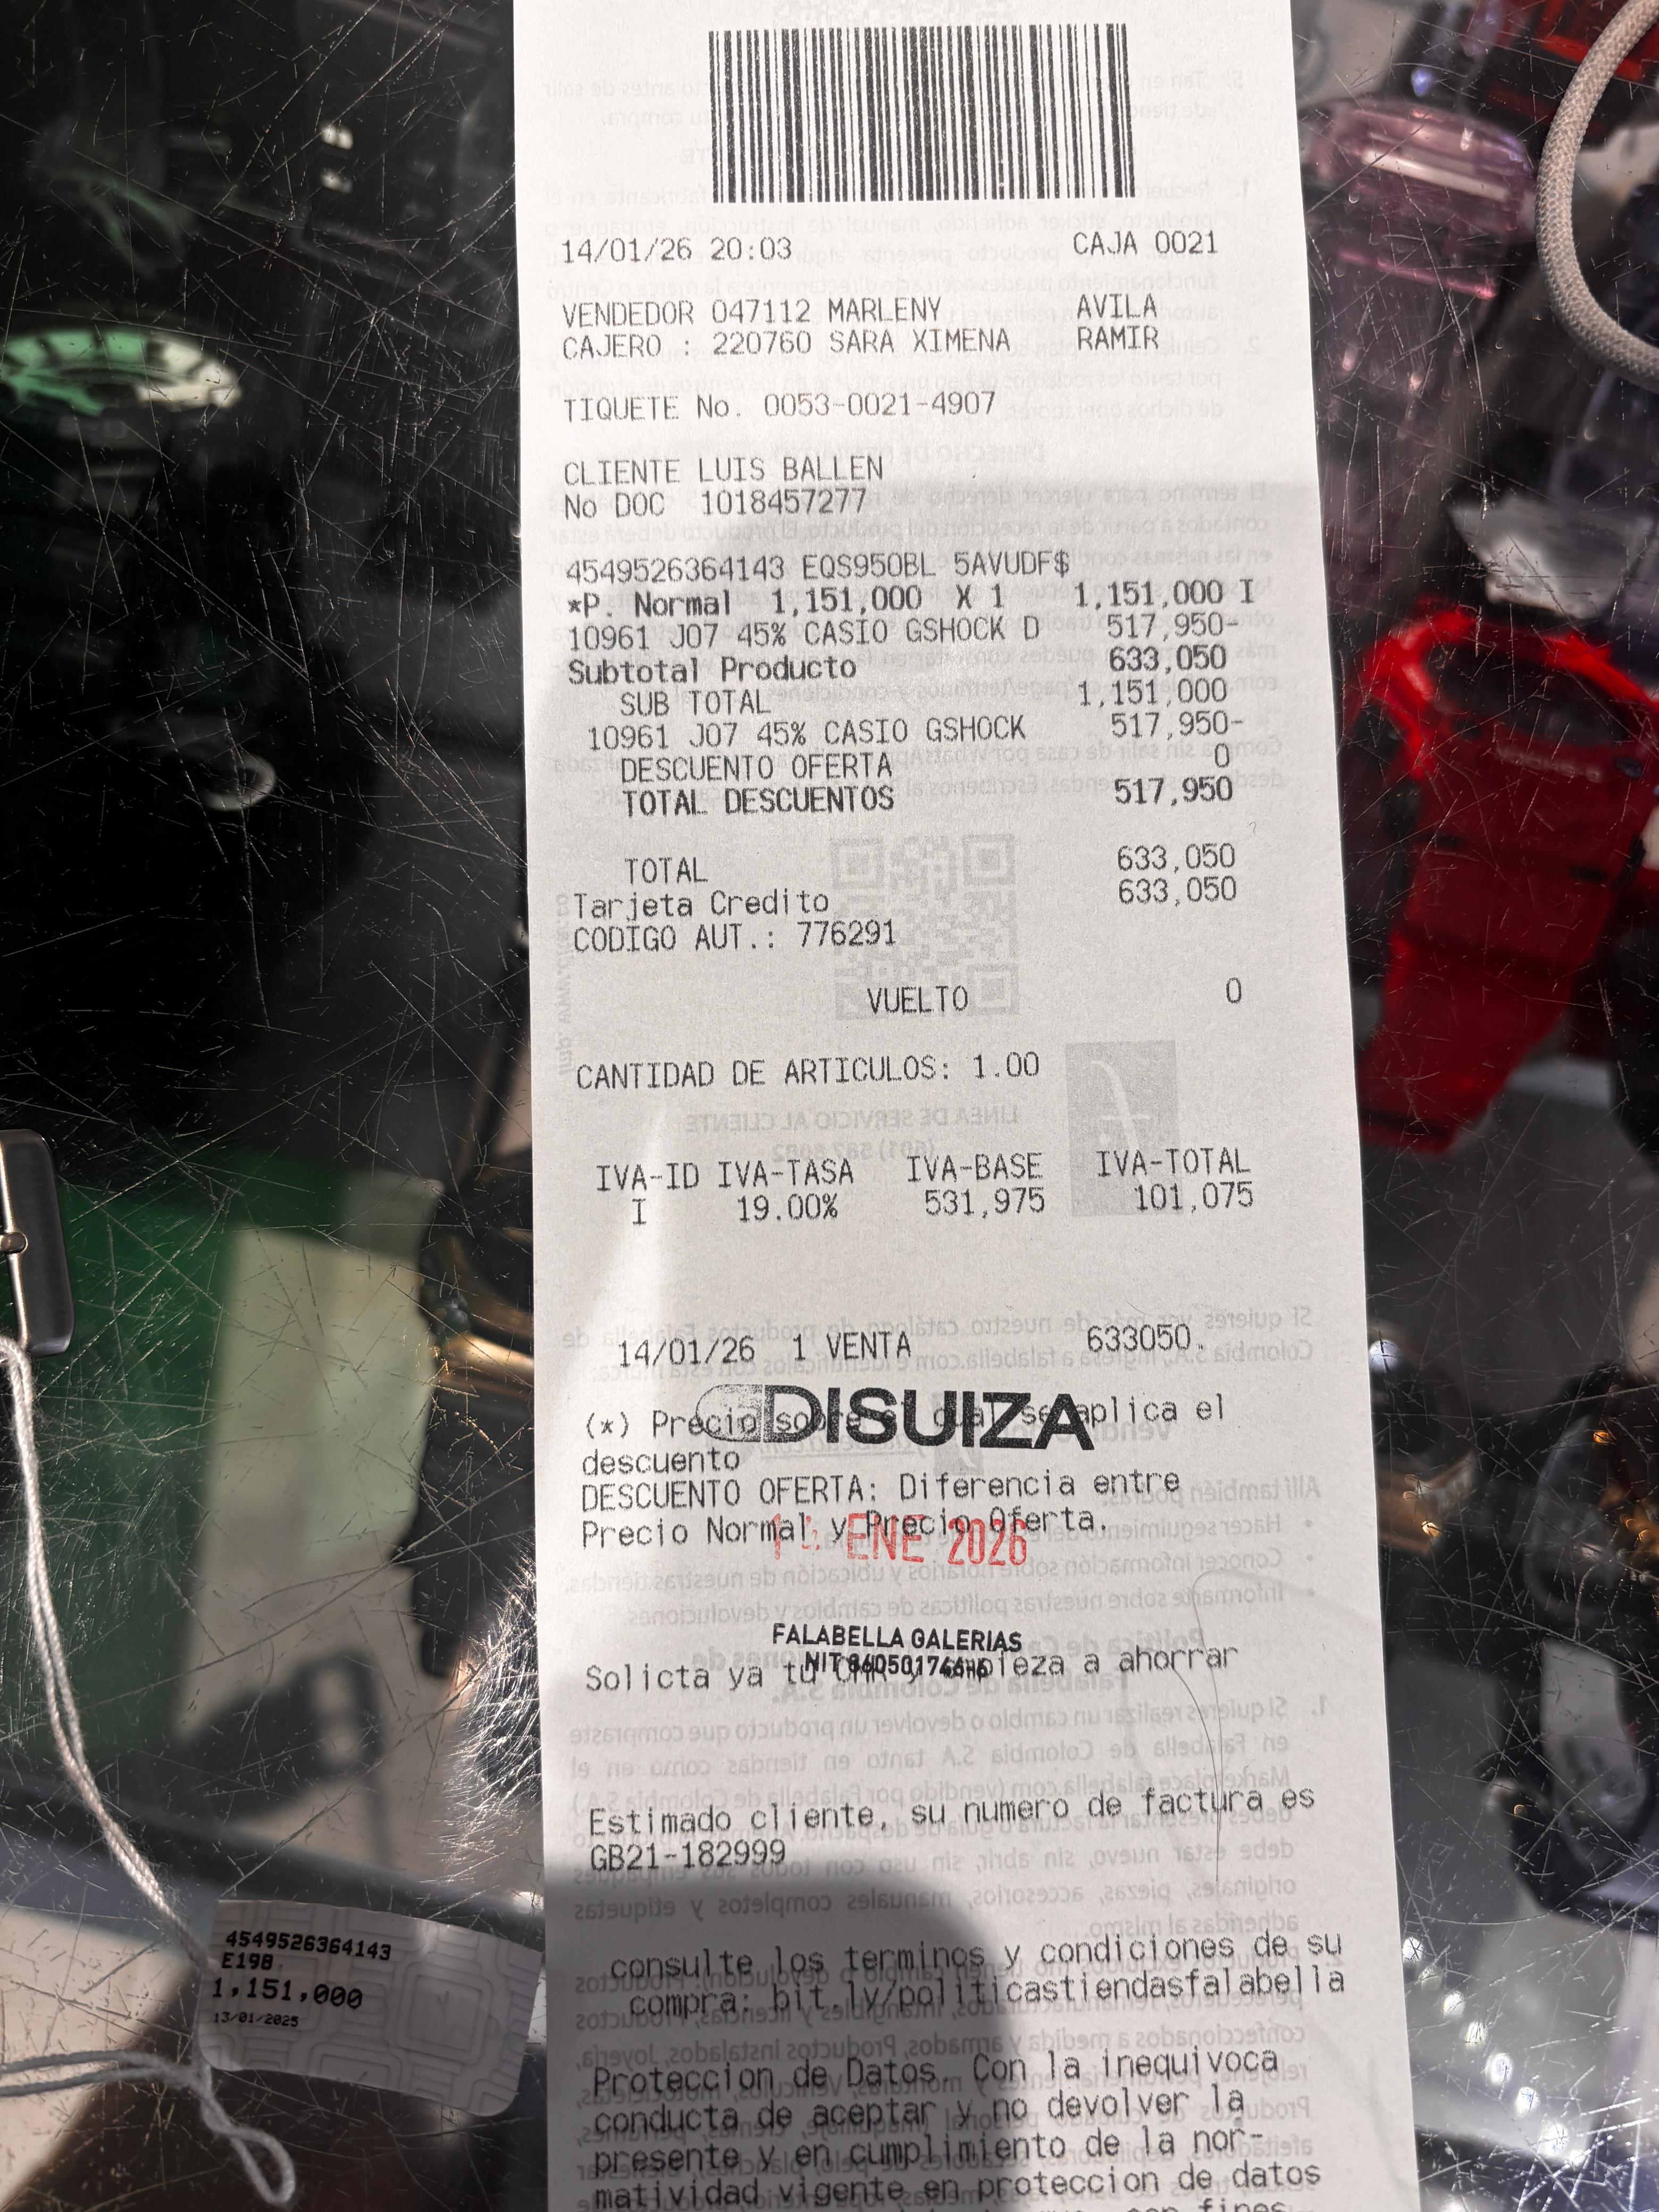 14/01/26 20:03 CAJA 0021
VENDEDOR 047112 MARLENY AVILA
CAJERO : 220760 SARA XIMENA RAMIR
TIQUETE No. 0053-0021-4907
CLIENTE LUIS BALLEN
No DOC 1018457277
4549526364143 EQS950BL 5AVUDF$
*P. Normal 1,151,000 X 1 1,151,000 I
10961 J07 45% CASIO GSHOCK D 517,950-
Subtotal Producto 633,050
SUB TOTAL 1,151,000
10961 J07 45% CASIO GSHOCK 517,950-
DESCUENTO OFERTA 0
TOTAL DESCUENTOS 517,950
TOTAL 633,050
Tarjeta Credito 633,050
CODIGO AUT.: 776291
VUELTO 0
CANTIDAD DE ARTICULOS: 1.00
IVA-ID IVA-TASA IVA-BASE IVA-TOTAL
I 19.00% 531,975 101,075
14/01/26 1 VENTA 633050.
DISUIZA
(*) Precio sobre el cual se aplica el
descuento
DESCUENTO OFERTA: Diferencia entre
Precio Normal y Precio Oferta.
ENE 2026
FALABELLA GALERIAS
NIT
Solicta ya tu CMR y empieza a ahorrar
Estimado cliente, su numero de factura es
GB21-182999
consulte los terminos y condiciones de su
compra: bit.ly/politicastiendasfalabella
Proteccion de Datos. Con la inequivoca
conducta de aceptar y no devolver la
presente y en cumplimiento de la nor-
matividad vigente en proteccion de datos
4549526364143
E198
1,151,000
13/01/2025